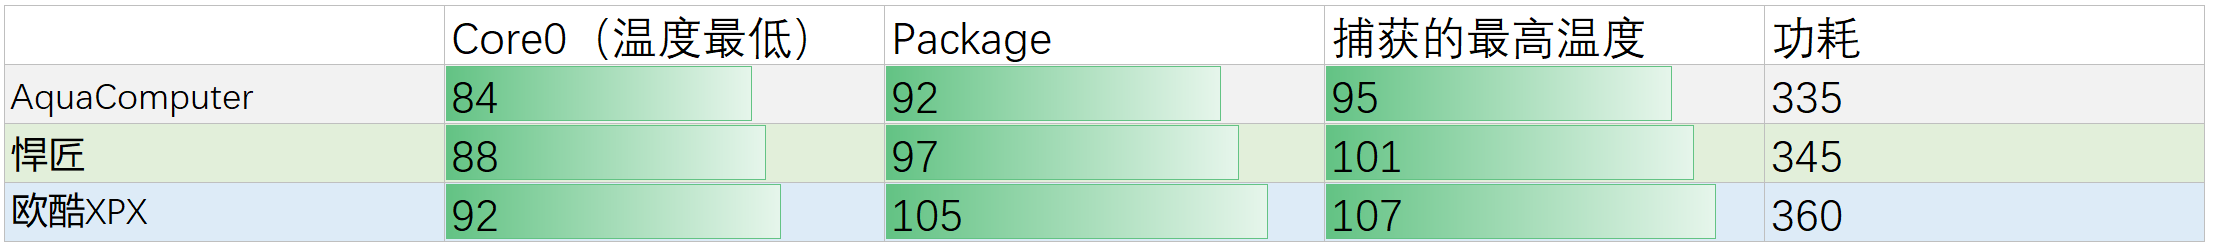 Core0（温度最低） Package 捕获的最高温度 功耗
AquaComputer 84 92 95 335
悍匠 88 97 101 345
欧酷XPX 92 105 107 360